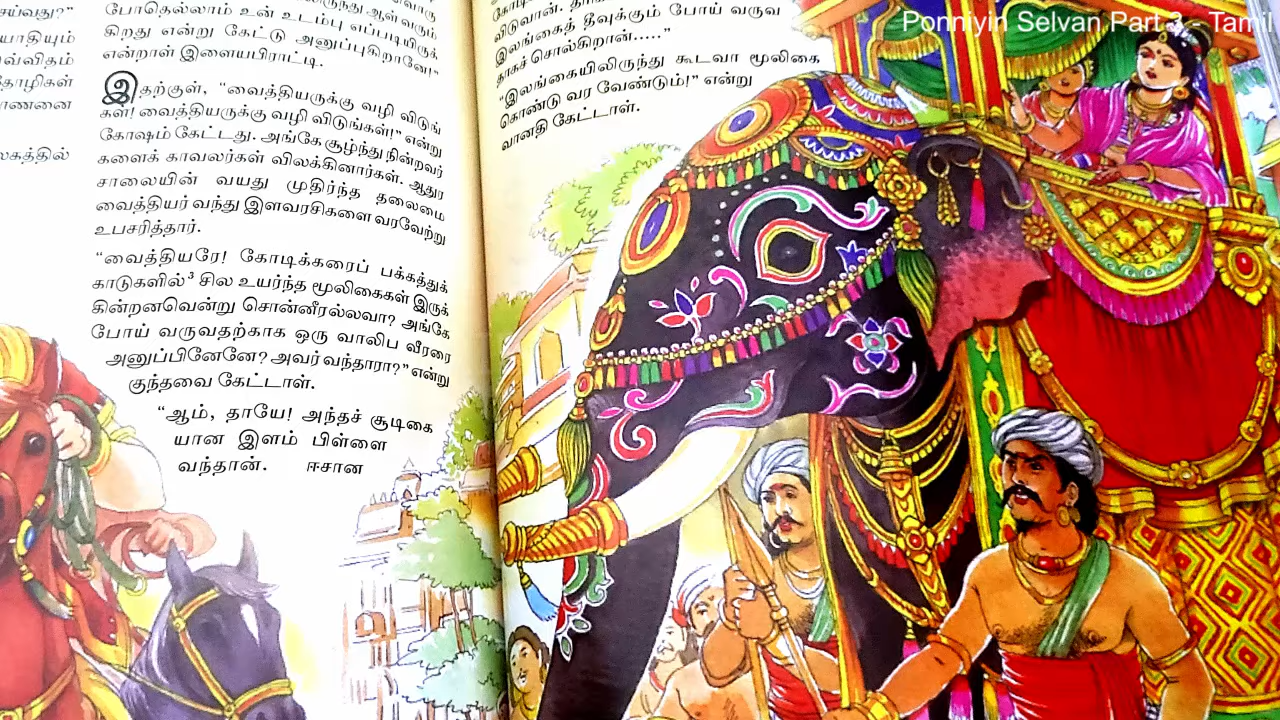 Ponniyin Selvan Part 3 - Tamil
சய்வது?"
போதெல்லாம் உன் உடம்பு எப்படியிருக்
கிறது என்று கேட்டு அனுப்புகிறானே!"
என்றாள் இளையபிராட்டி.
இதற்குள், "வைத்தியருக்கு வழி விடுங்
கள்! வைத்தியருக்கு வழி விடுங்கள்!" என்று
கோஷம் கேட்டது. அங்கே சூழ்ந்து நின்றவர்
களைக் காவலர்கள் விலக்கினார்கள். ஆதுர
சாலையின் வயது முதிர்ந்த தலைமை
வைத்தியர் வந்து இளவரசிகளை வரவேற்று
உபசரித்தார்.
"வைத்தியரே! கோடிக்கரைப் பக்கத்துக்
காடுகளில்³ சில உயர்ந்த மூலிகைகள் இருக்
கின்றனவென்று சொன்னீரல்லவா? அங்கே
போய் வருவதற்காக ஒரு வாலிப வீரரை
அனுப்பினேனே? அவர் வந்தாரா?" என்று
குந்தவை கேட்டாள்.
"ஆம், தாயே! அந்தச் சூடிகை
யான இளம் பிள்ளை
வந்தான். ஈசான
விடுவான்.
இலங்கைத் தீவுக்கும் போய் வருவ
தாகச் சொல்கிறான்....."
"இலங்கையிலிருந்து கூடவா மூலிகை
கொண்டு வர வேண்டும்!" என்று
வானதி கேட்டாள்.